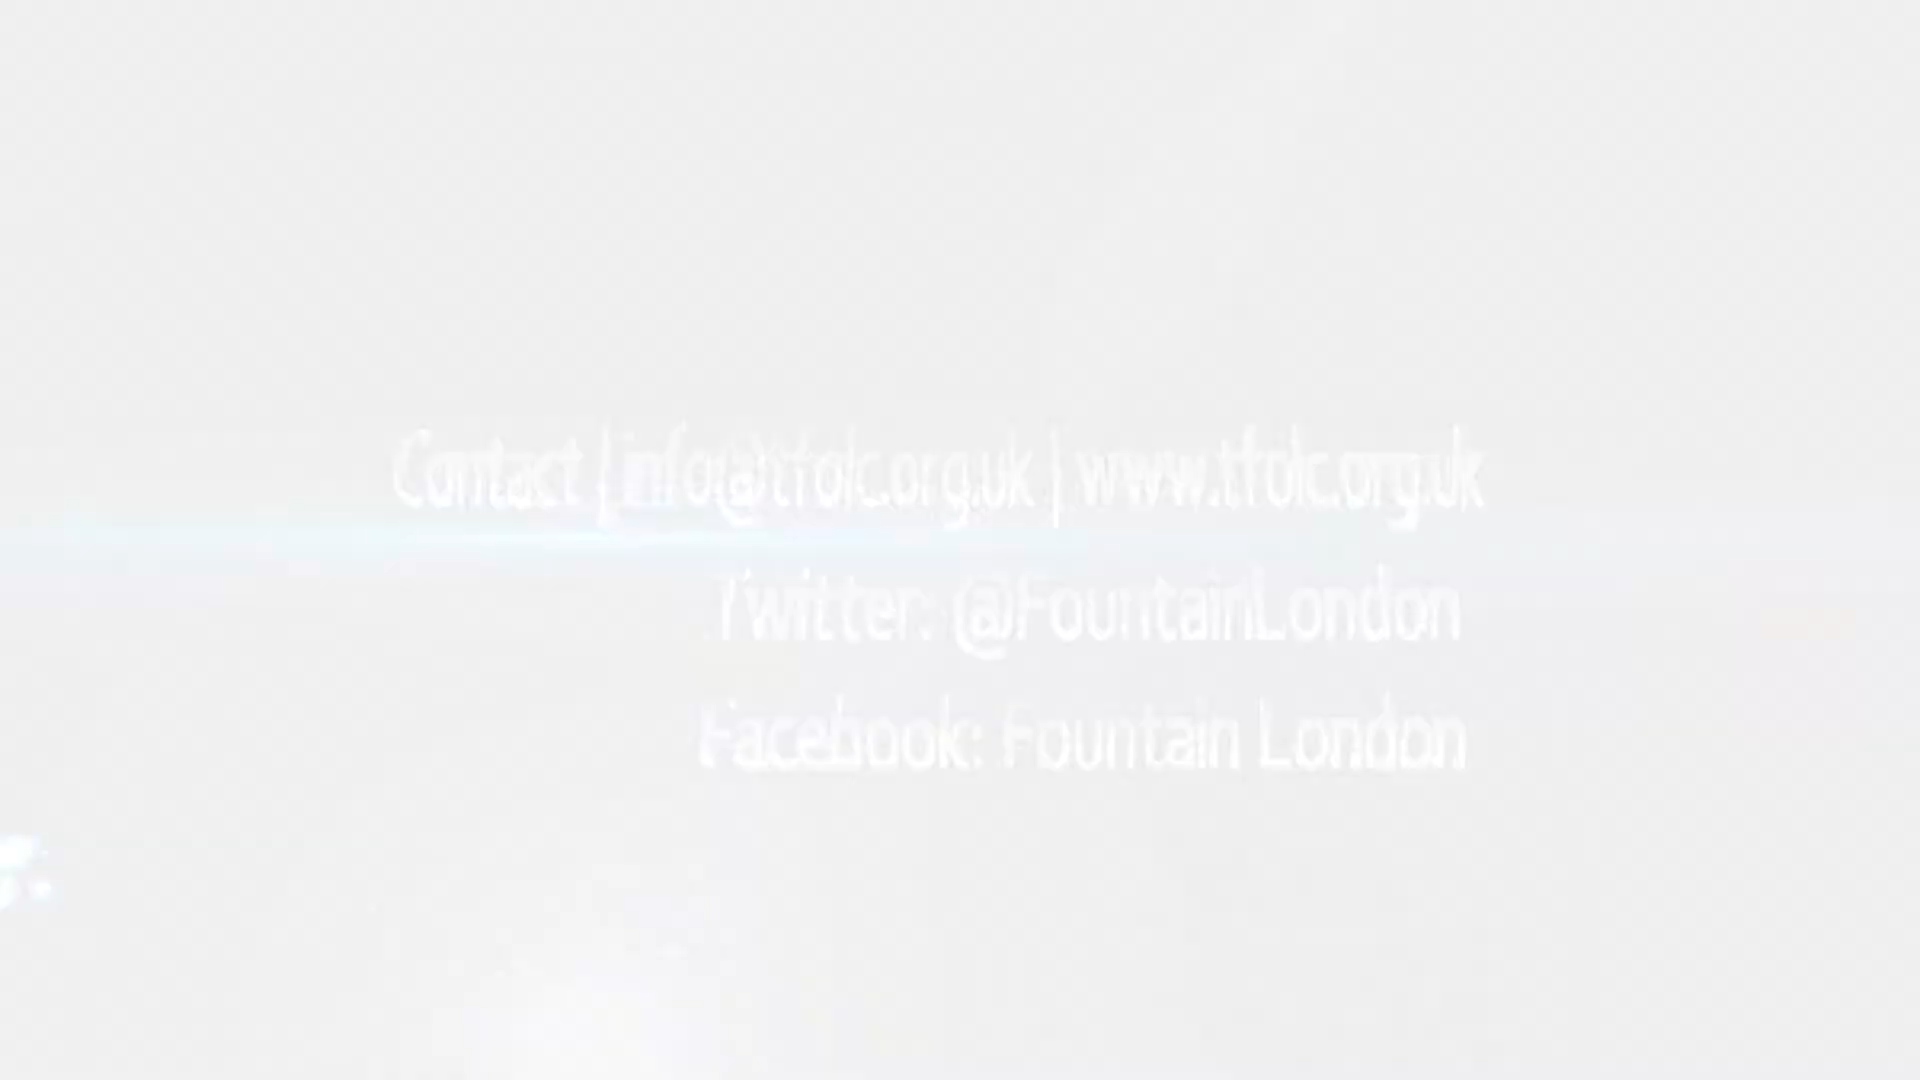 Contact | info@tfolc.org.uk | www.tfolc.org.uk
Twitter: @FountainLondon
Facebook: Fountain London